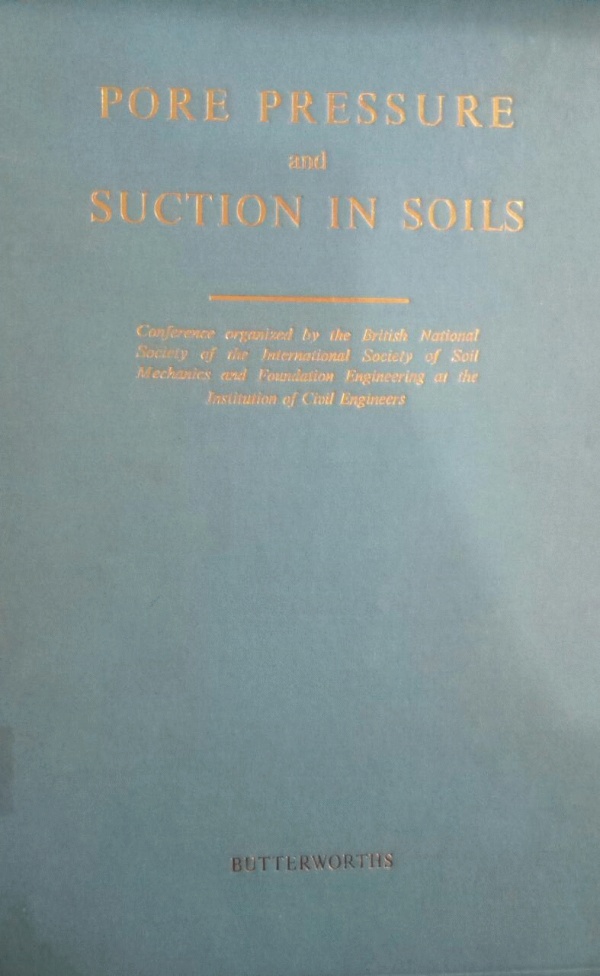 PORE PRESSURE
and
SUCTION IN SOILS
Conference organized by the British National
Society of the International Society of Soil
Mechanics and Foundation Engineering at the
Institution of Civil Engineers
BUTTERWORTHS